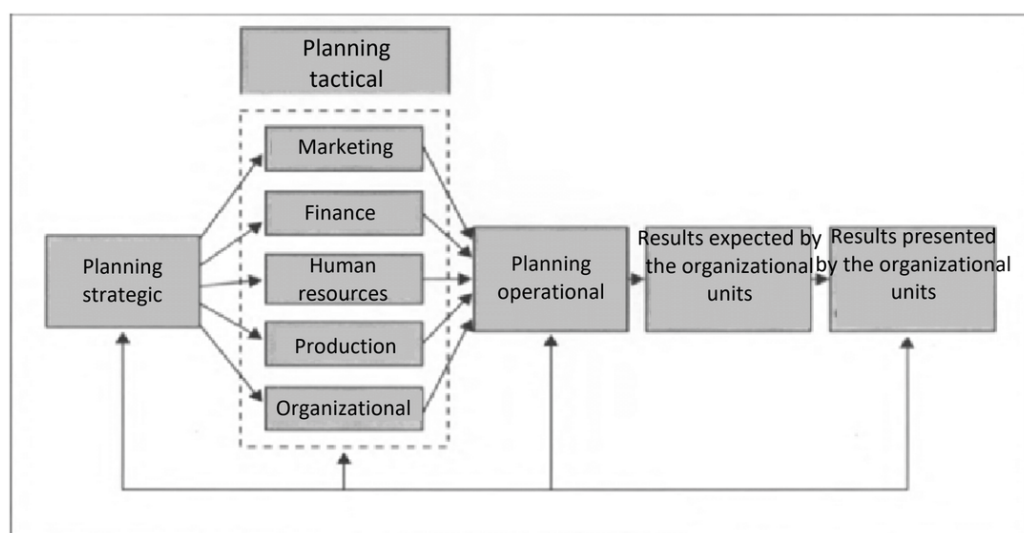 Planning
tactical
Marketing
Finance
Human
resources
Production
Organizational
Planning
strategic
Planning
operational
Results expected by
the organizational
units
Results presented
by the organizational
units